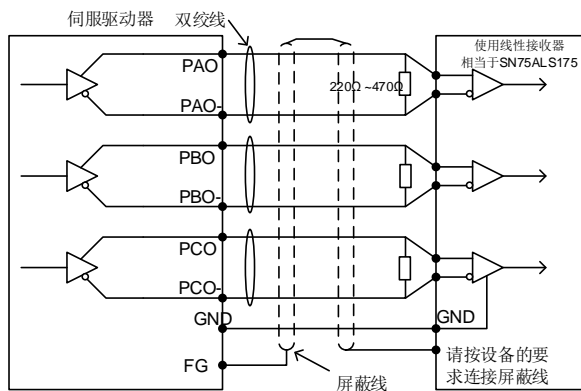 伺服驱动器
双绞线
使用线性接收器
相当于SN75ALS175
PAO
220Ω ~470Ω
PAO-
PBO
PBO-
PCO
PCO-
GND
GND
FG
屏蔽线
请按设备的要
求连接屏蔽线